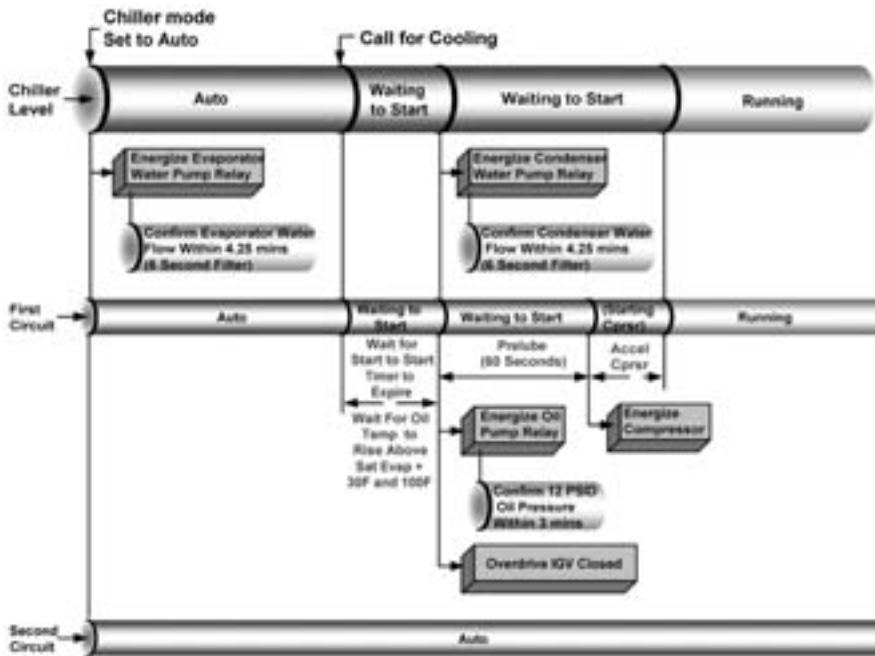 Chiller mode
Set to Auto
Call for Cooling
Chiller
Level
Auto
Waiting
to Start
Waiting to Start
Running
Energize Evaporator
Water Pump Relay
Energize Condenser
Water Pump Relay
Confirm Evaporator Water
Flow Within 4.25 mins
(6 Second Filter)
Confirm Condenser Water
Flow Within 4.25 mins
(6 Second Filter)
First
Circuit
Auto
Waiting to
Start
Waiting to Start
(Starting
Cprsr)
Running
Wait for
Start to Start
Timer to
Expire
Prelube
(60 Seconds)
Accel
Cprsr
Wait For Oil
Temp to
Rise Above
Sat Evap +
30F and 100F
Energize Oil
Pump Relay
Energize
Compressor
Confirm 12 PSID
Oil Pressure
Within 3 mins
Overdrive IGV Closed
Second
Circuit
Auto